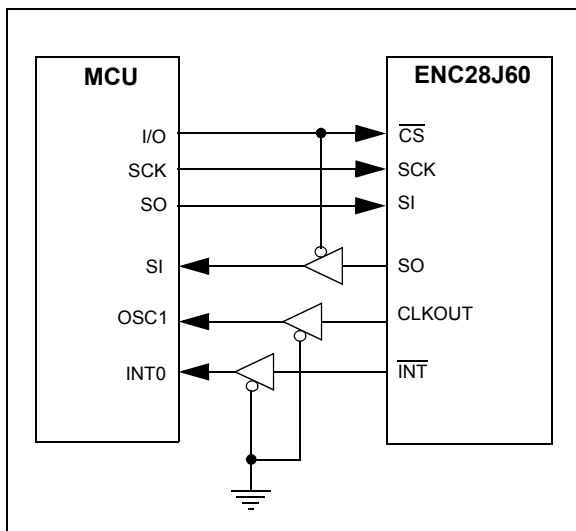 MCU
ENC28J60
I/O
CS
SCK
SCK
SO
SI
SI
SO
OSC1
CLKOUT
INT0
INT